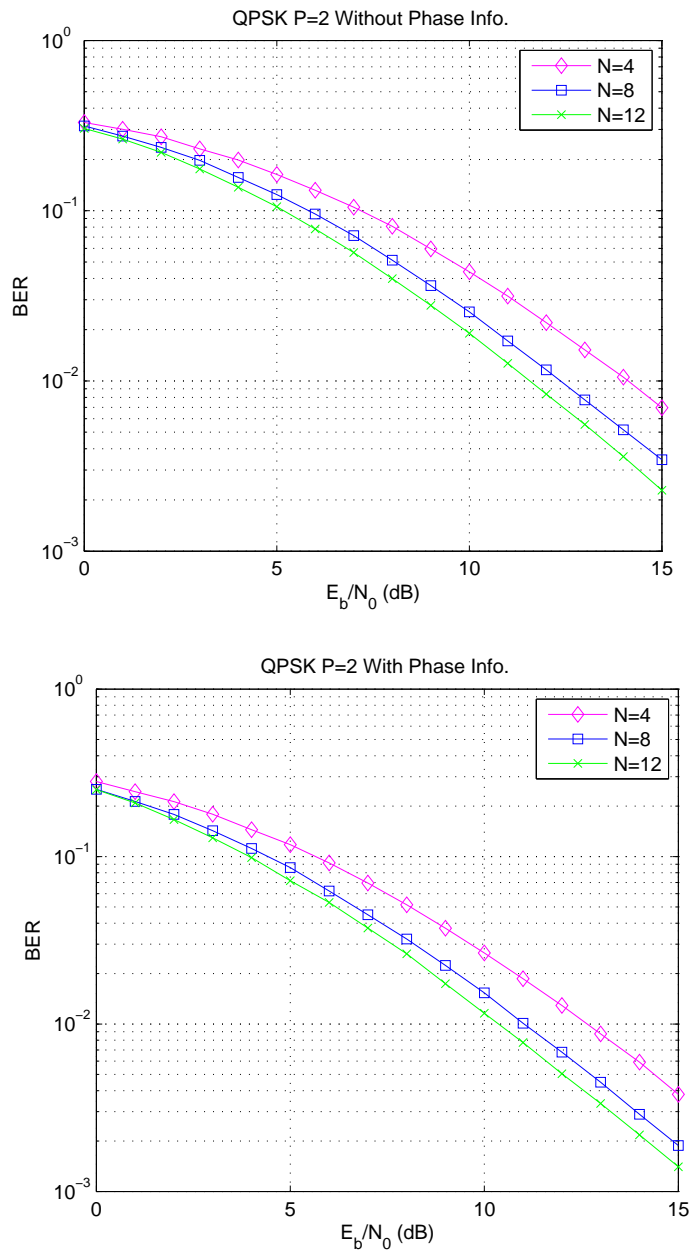 QPSK P=2 Without Phase Info.
10^0
N=4
N=8
N=12
10^-1
BER
10^-2
10^-3
0 5 10 15
E_b/N_0 (dB)
QPSK P=2 With Phase Info.
10^0
N=4
N=8
N=12
10^-1
BER
10^-2
10^-3
0 5 10 15
E_b/N_0 (dB)